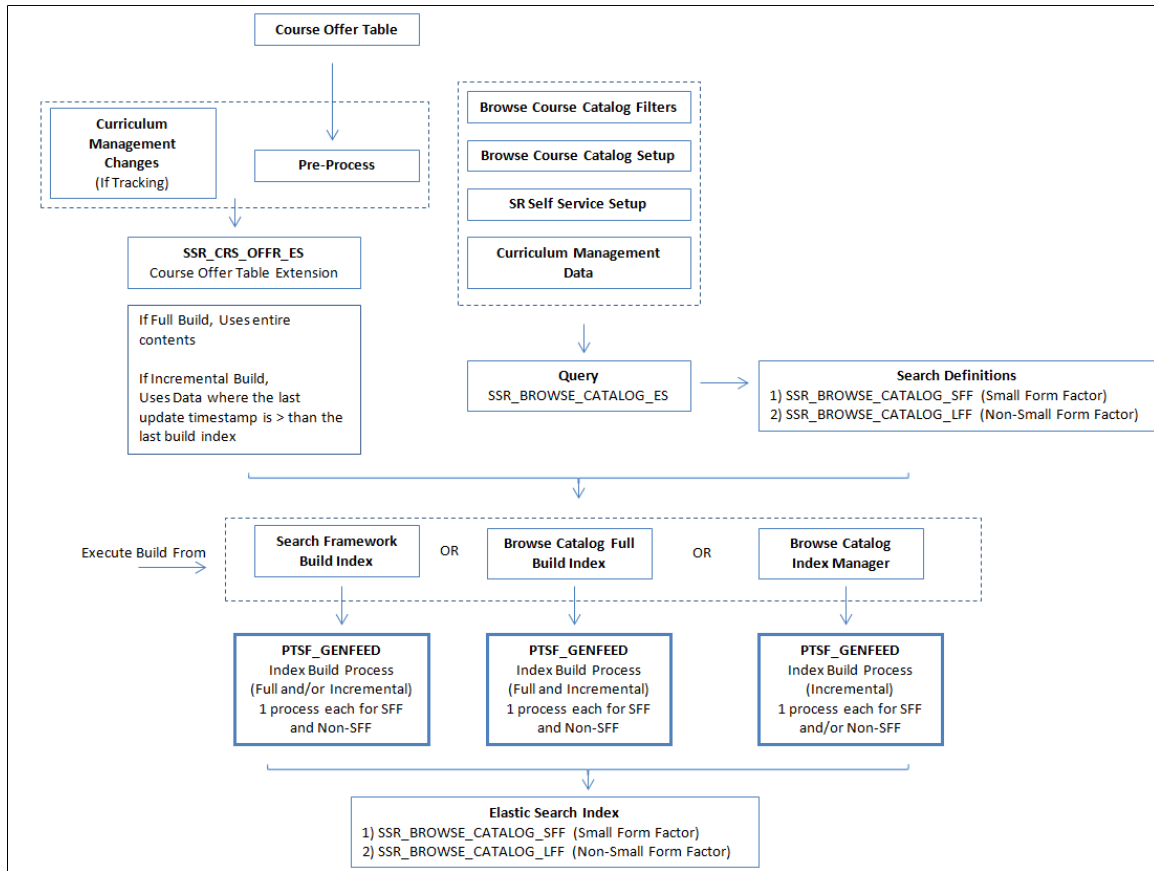 Course Offer Table
Curriculum
Management
Changes
(If Tracking)
Pre-Process
SSR_CRS_OFFR_ES
Course Offer Table Extension
If Full Build, Uses entire
contents
If Incremental Build,
Uses Data where the last
update timestamp is > than the
last build index
Browse Course Catalog Filters
Browse Course Catalog Setup
SR Self Service Setup
Curriculum Management
Data
Query
SSR_BROWSE_CATALOG_ES
Search Definitions
1) SSR_BROWSE_CATALOG_SFF (Small Form Factor)
2) SSR_BROWSE_CATALOG_LFF (Non-Small Form Factor)
Execute Build From
Search Framework
Build Index
OR
Browse Catalog Full
Build Index
OR
Browse Catalog
Index Manager
PTSF_GENFEED
Index Build Process
(Full and/or Incremental)
1 process each for SFF
and Non-SFF
PTSF_GENFEED
Index Build Process
(Full and Incremental)
1 process each for SFF
and Non-SFF
PTSF_GENFEED
Index Build Process
(Incremental)
1 process each for SFF
and/or Non-SFF
Elastic Search Index
1) SSR_BROWSE_CATALOG_SFF (Small Form Factor)
2) SSR_BROWSE_CATALOG_LFF (Non-Small Form Factor)